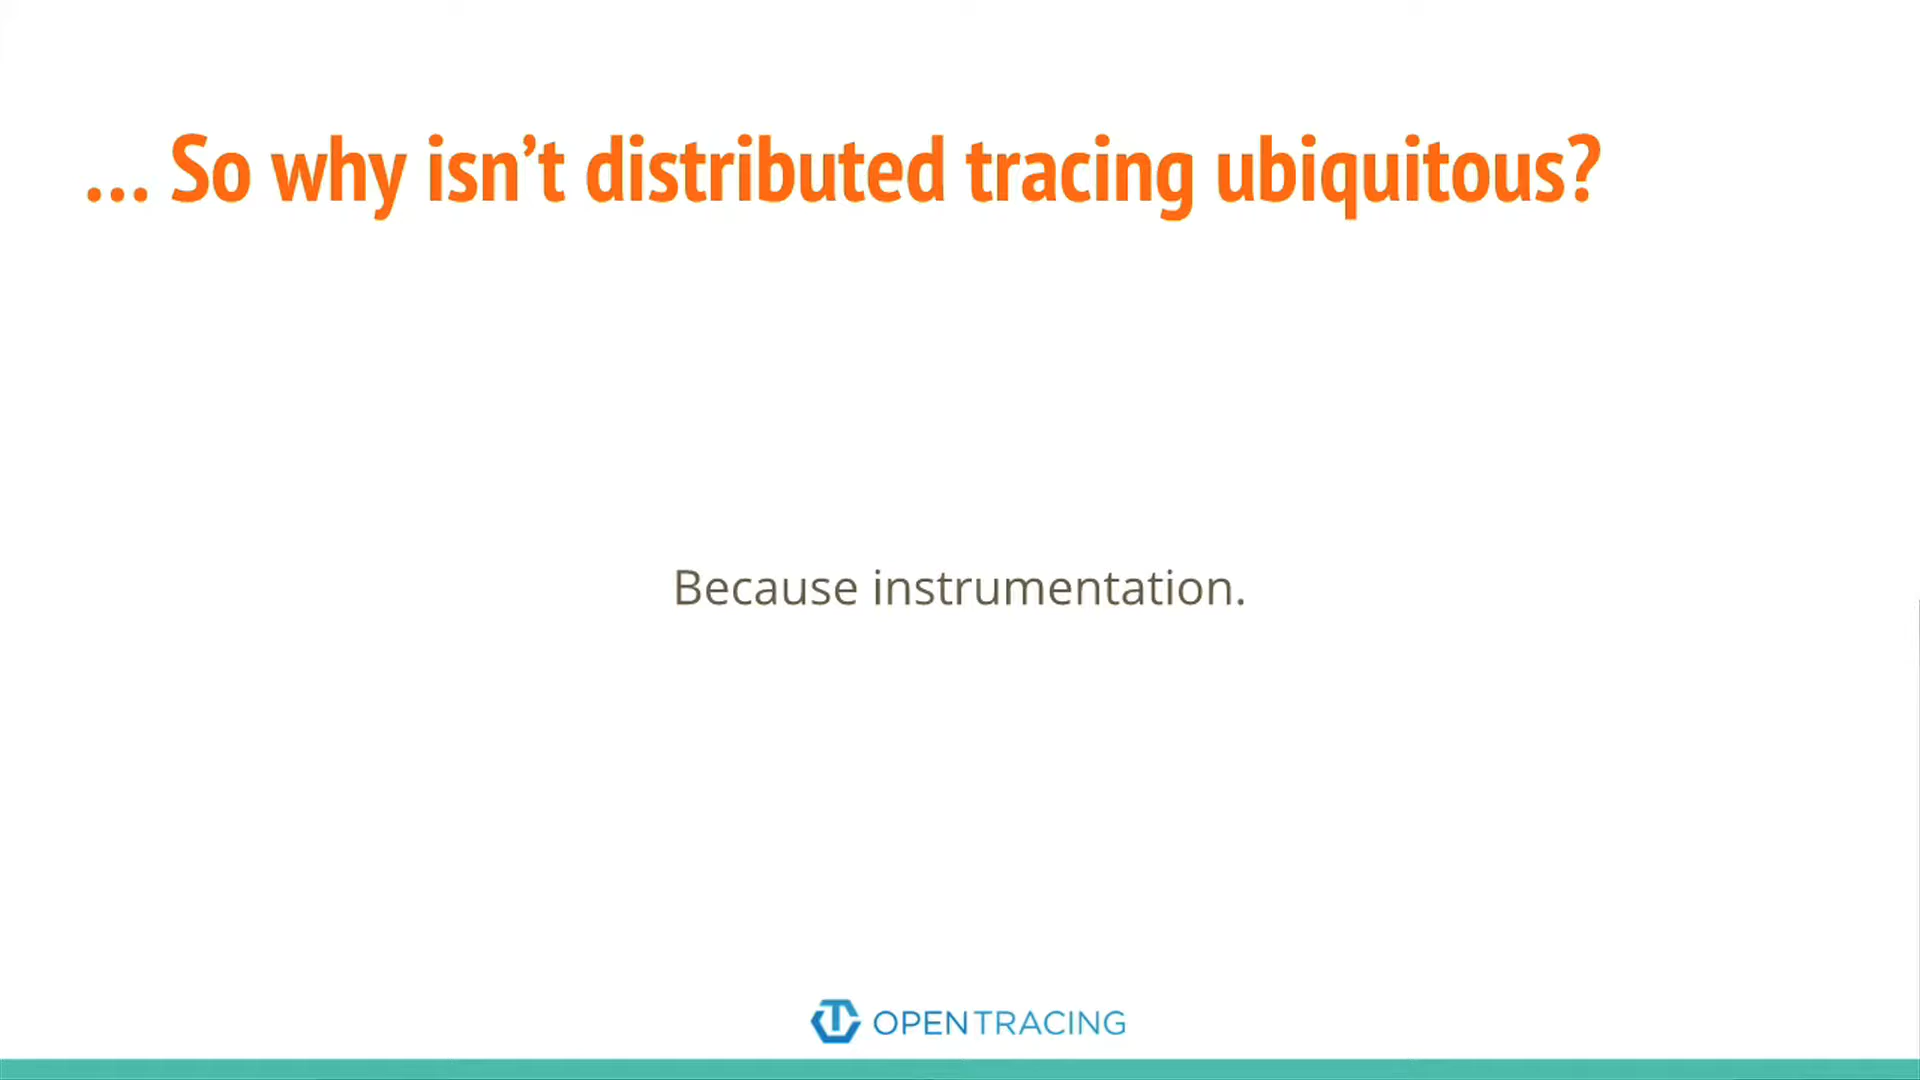 ... So why isn’t distributed tracing ubiquitous?
Because instrumentation.
OPENTRACING